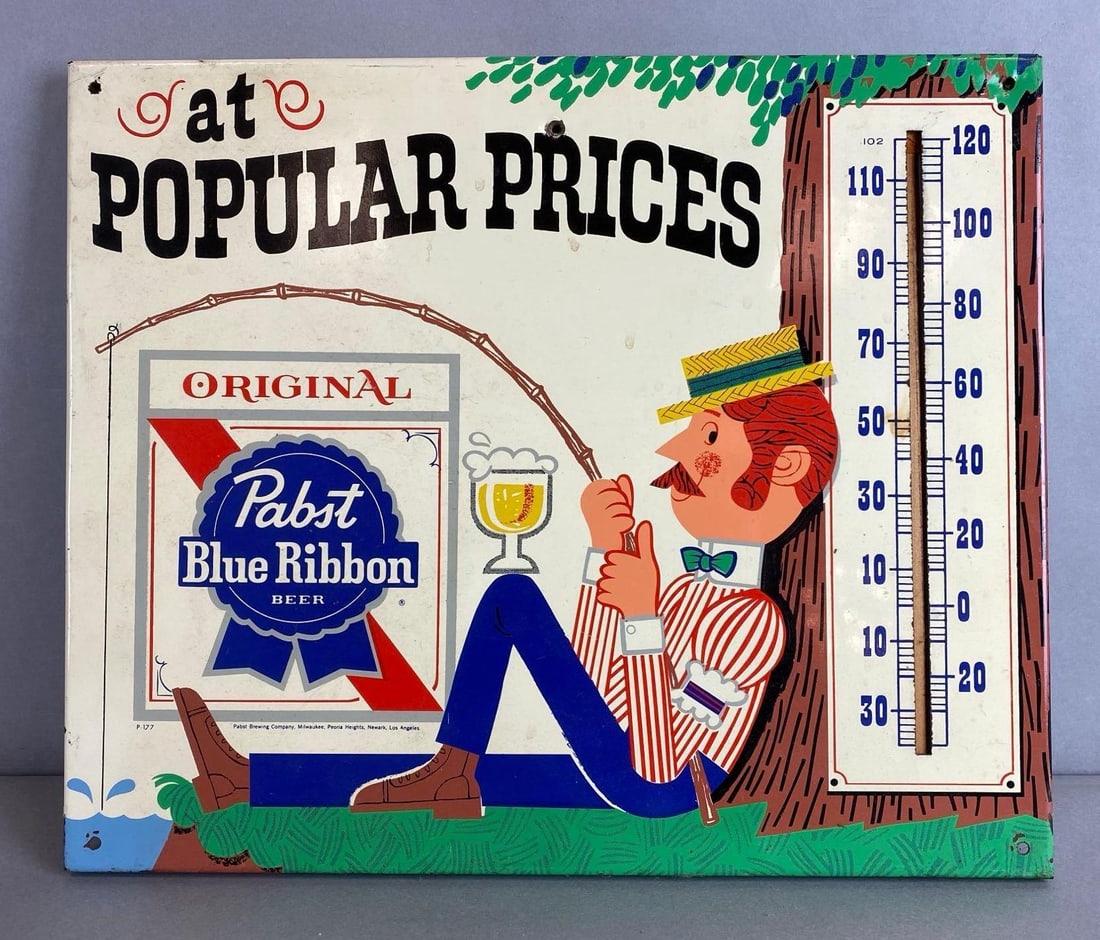 at
POPULAR PRICES
ORIGINAL
Pabst
Blue Ribbon
BEER
®
P-177 Pabst Brewing Company, Milwaukee, Peoria Heights, Newark, Los Angeles
102
120
110
100
90
80
70
60
50
40
30
20
10
0
10
20
30